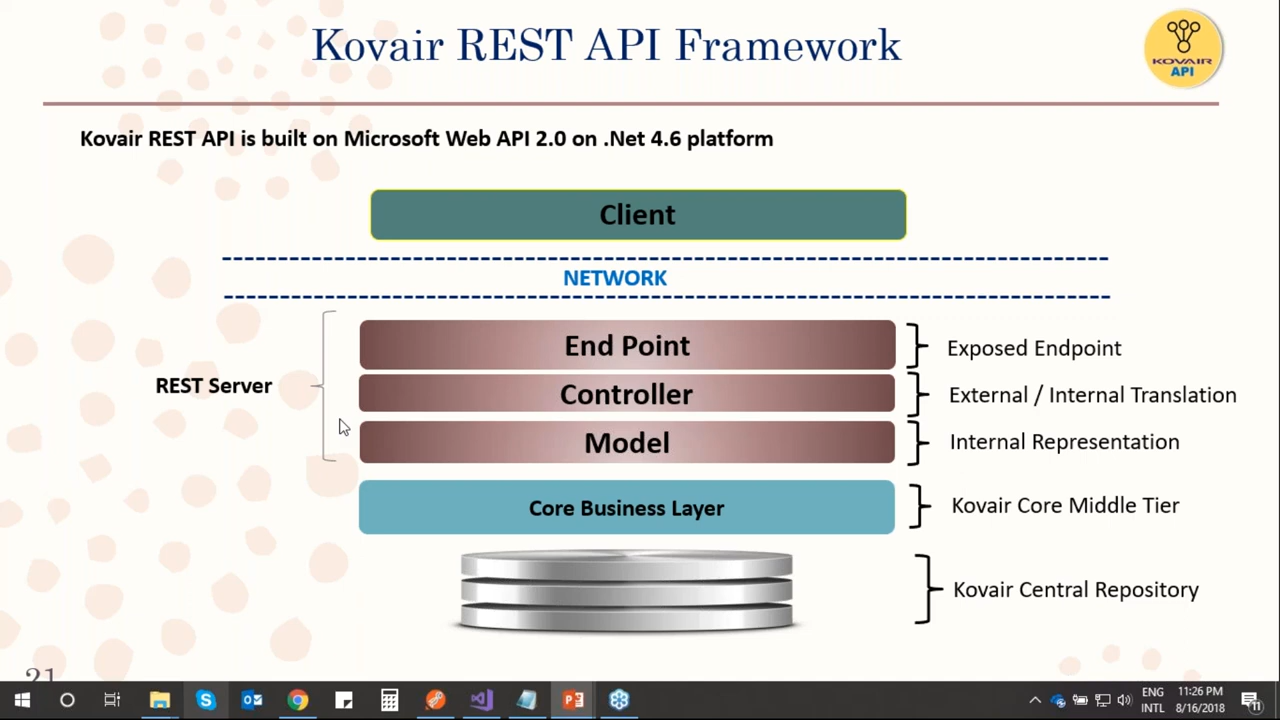 Kovair REST API Framework
KOVAIR
API
Kovair REST API is built on Microsoft Web API 2.0 on .Net 4.6 platform
Client
NETWORK
End Point
Exposed Endpoint
REST Server
Controller
External / Internal Translation
Model
Internal Representation
Core Business Layer
Kovair Core Middle Tier
Kovair Central Repository
21
ENG
INTL
11:26 PM
8/16/2018
11